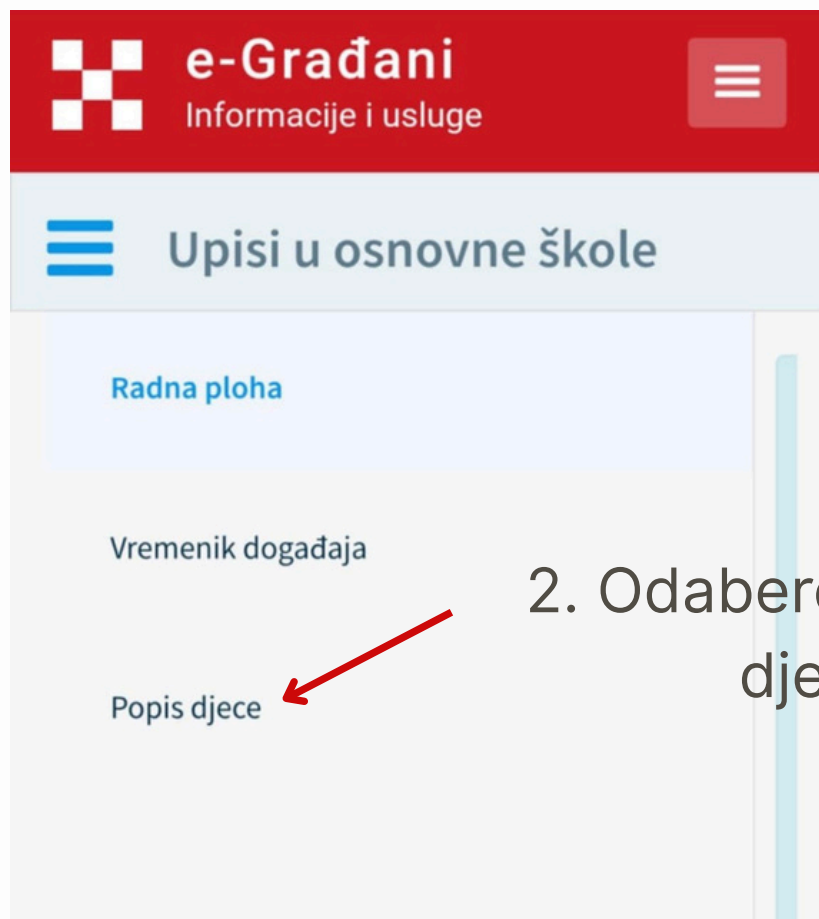 e-Građani
Informacije i usluge
Upisi u osnovne škole
Radna ploha
Vremenik događaja
2. Odaber
dje
Popis djece